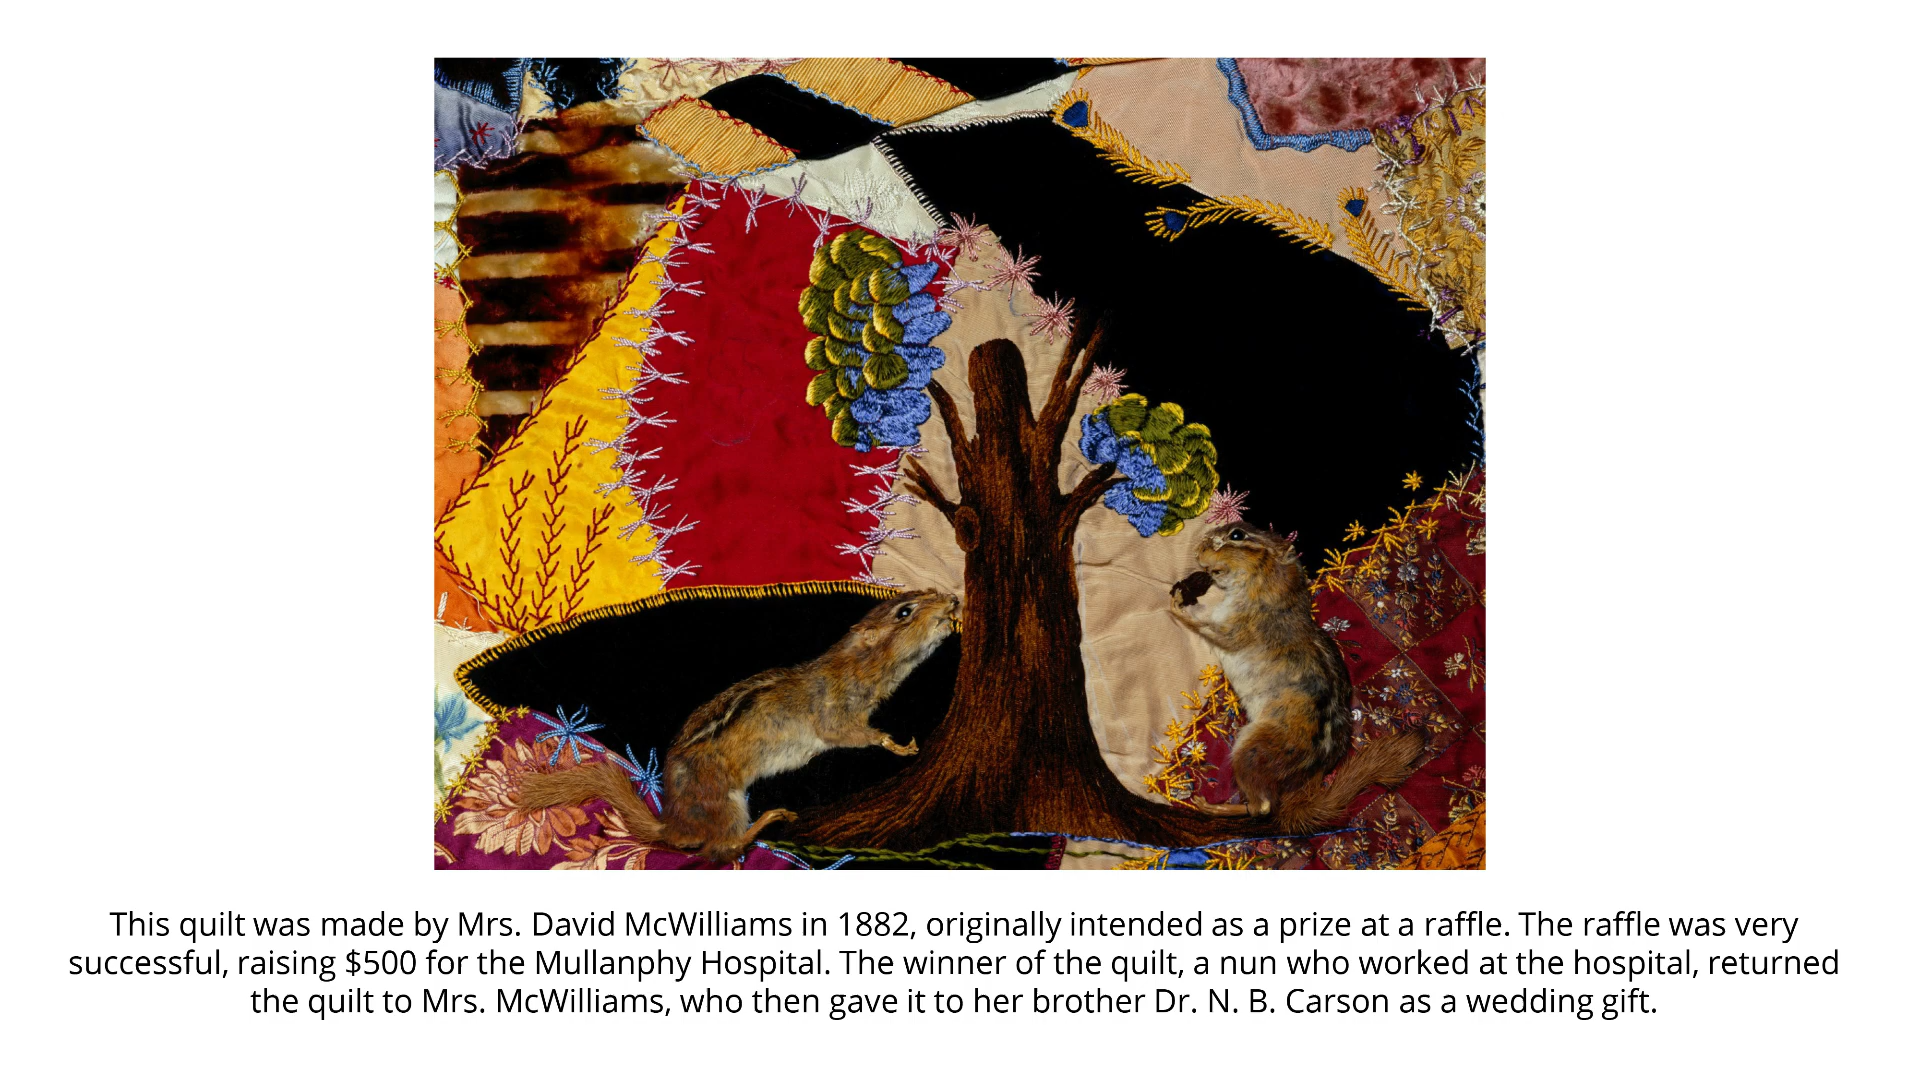 This quilt was made by Mrs. David McWilliams in 1882, originally intended as a prize at a raffle. The raffle was very
successful, raising $500 for the Mullanphy Hospital. The winner of the quilt, a nun who worked at the hospital, returned
the quilt to Mrs. McWilliams, who then gave it to her brother Dr. N. B. Carson as a wedding gift.